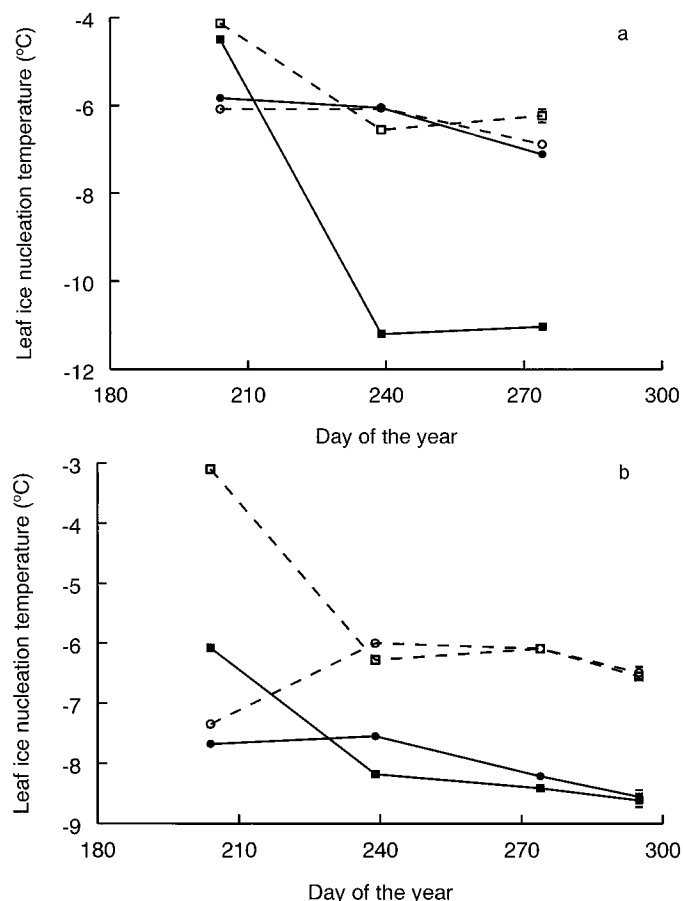 a
Leaf ice nucleation temperature (°C)
-4
-6
-8
-10
-12
180 210 240 270 300
Day of the year
b
Leaf ice nucleation temperature (°C)
-3
-4
-5
-6
-7
-8
-9
180 210 240 270 300
Day of the year